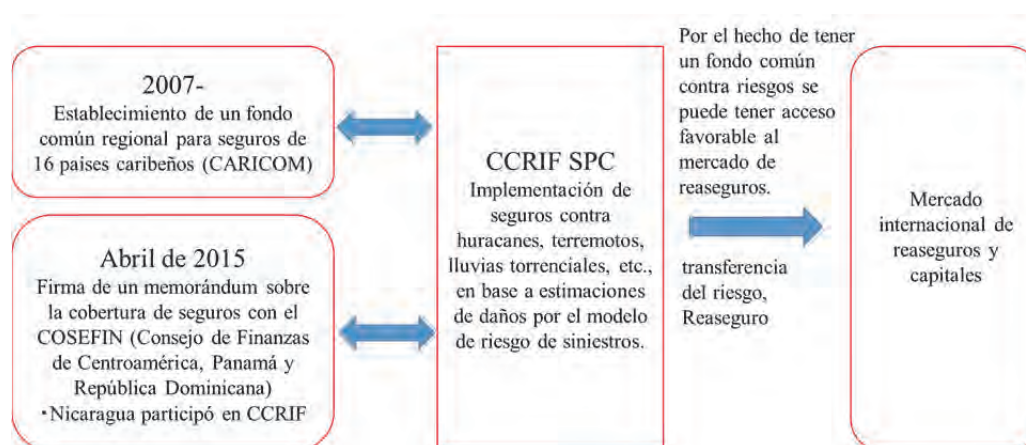 2007-
Establecimiento de un fondo
común regional para seguros de
16 paises caribeños (CARICOM)
Abril de 2015
Firma de un memorándum sobre
la cobertura de seguros con el
COSEFIN (Consejo de Finanzas
de Centroamérica, Panamá y
República Dominicana)
・Nicaragua participó en CCRIF
CCRIF SPC
Implementación de
seguros contra
huracanes, terremotos,
lluvias torrenciales, etc.,
en base a estimaciones
de daños por el modelo
de riesgo de siniestros.
Por el hecho de tener
un fondo común
contra riesgos se
puede tener acceso
favorable al
mercado de
reaseguros.
transferencia
del riesgo,
Reaseguro
Mercado
internacional de
reaseguros y
capitales